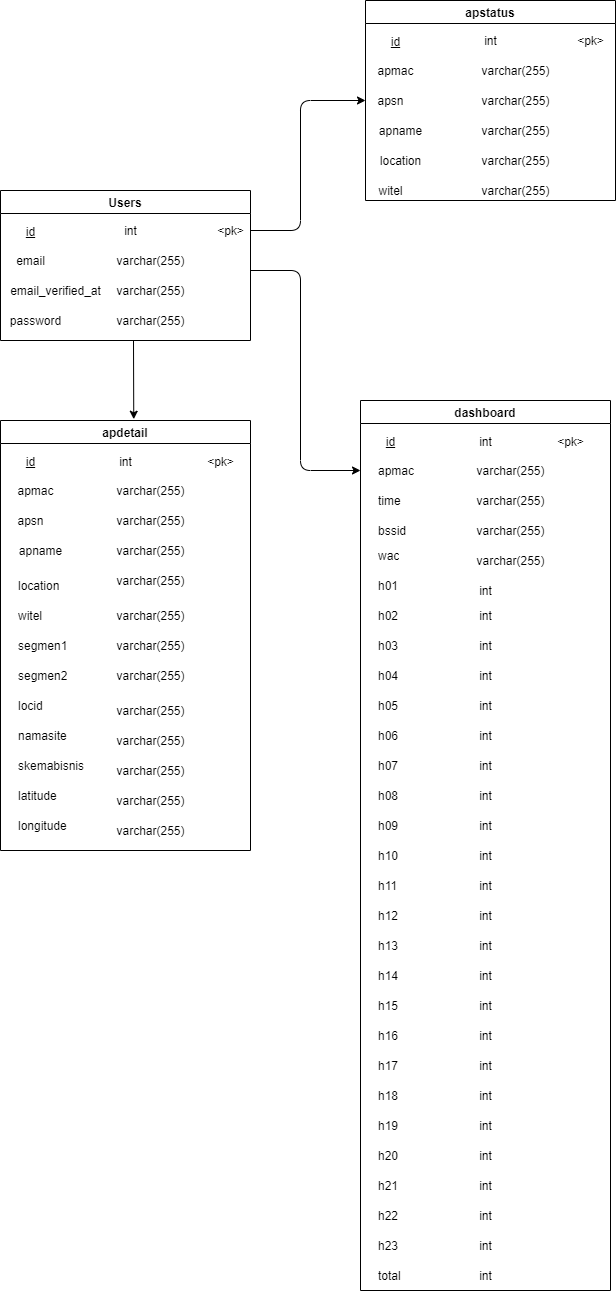 apstatus
id int <pk>
apmac varchar(255)
apsn varchar(255)
apname varchar(255)
location varchar(255)
witel varchar(255)
Users
id int <pk>
email varchar(255)
email_verified_at varchar(255)
password varchar(255)
apdetail
id int <pk>
apmac varchar(255)
apsn varchar(255)
apname varchar(255)
location varchar(255)
witel varchar(255)
segmen1 varchar(255)
segmen2 varchar(255)
locid varchar(255)
namasite varchar(255)
skemabisnis varchar(255)
latitude varchar(255)
longitude varchar(255)
dashboard
id int <pk>
apmac varchar(255)
time varchar(255)
bssid varchar(255)
wac varchar(255)
h01 int
h02 int
h03 int
h04 int
h05 int
h06 int
h07 int
h08 int
h09 int
h10 int
h11 int
h12 int
h13 int
h14 int
h15 int
h16 int
h17 int
h18 int
h19 int
h20 int
h21 int
h22 int
h23 int
total int